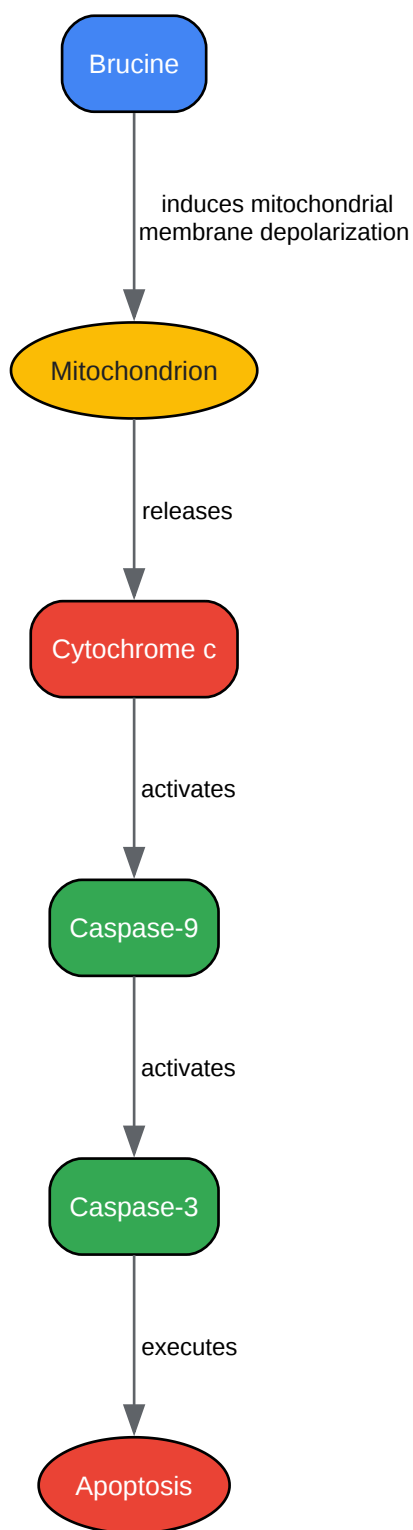 Brucine
induces mitochondrial
membrane depolarization
Mitochondrion
releases
Cytochrome c
activates
Caspase-9
activates
Caspase-3
executes
Apoptosis